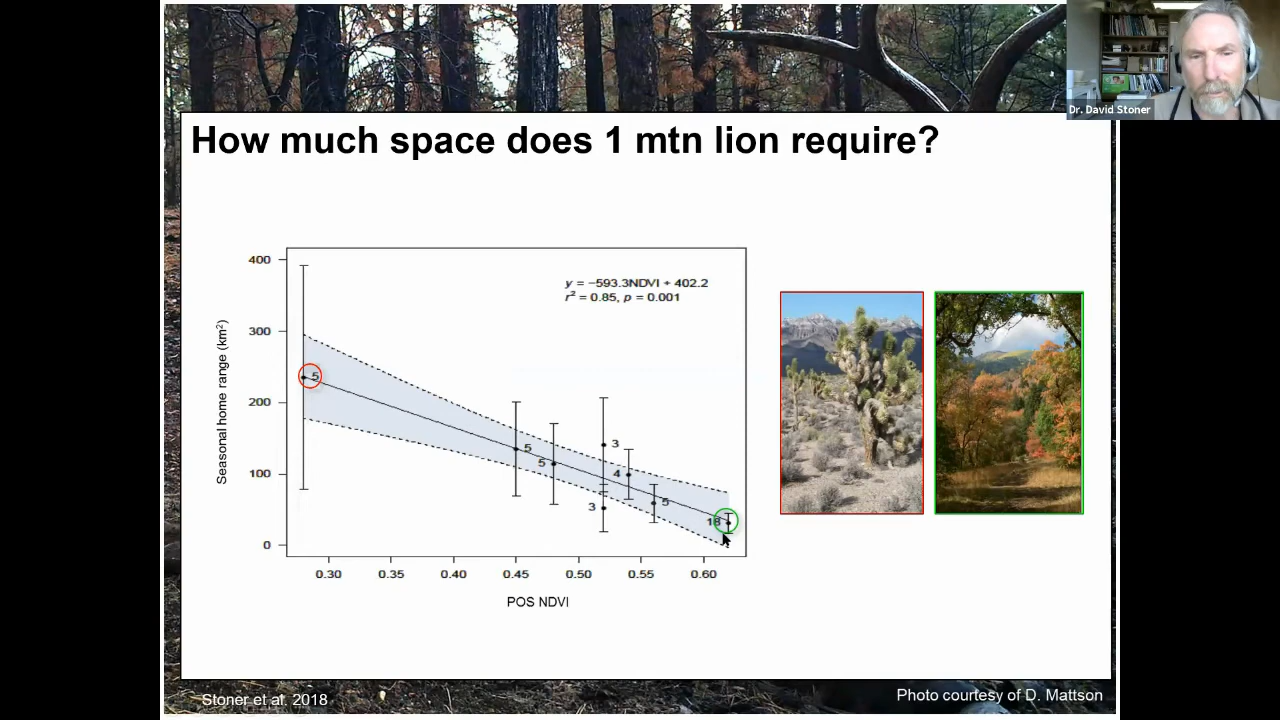 Dr. David Stoner
How much space does 1 mtn lion require?
y = −593.3NDVI + 402.2
r² = 0.85, p = 0.001
Seasonal home range (km²)
400
300
200
100
0
5
5
5
3
3
4
5
18
0.30 0.35 0.40 0.45 0.50 0.55 0.60
POS NDVI
Stoner et al. 2018
Photo courtesy of D. Mattson